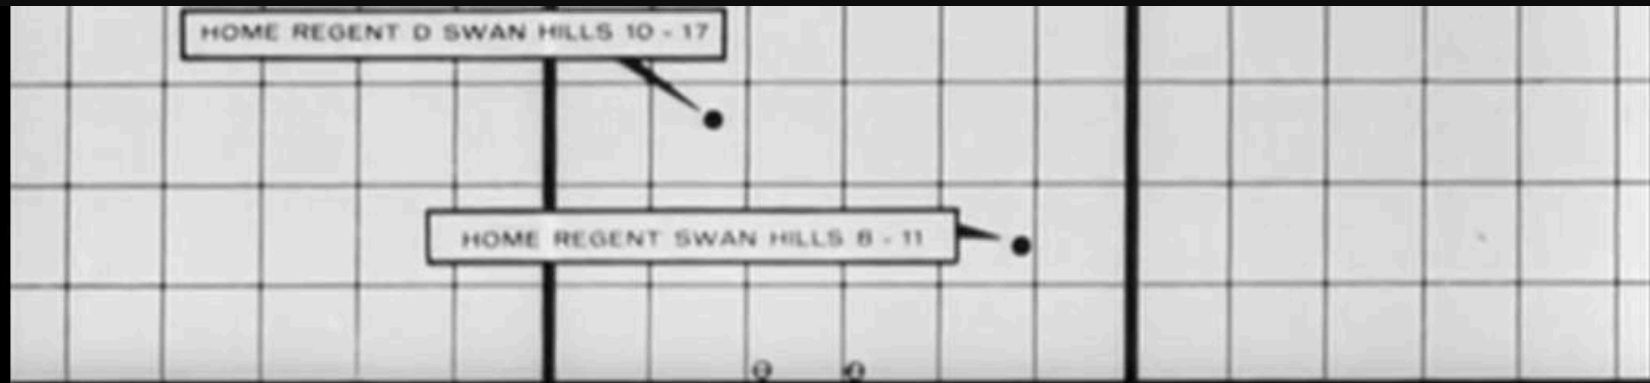 HOME REGENT D SWAN HILLS 10 - 17
HOME REGENT SWAN HILLS 8 - 11